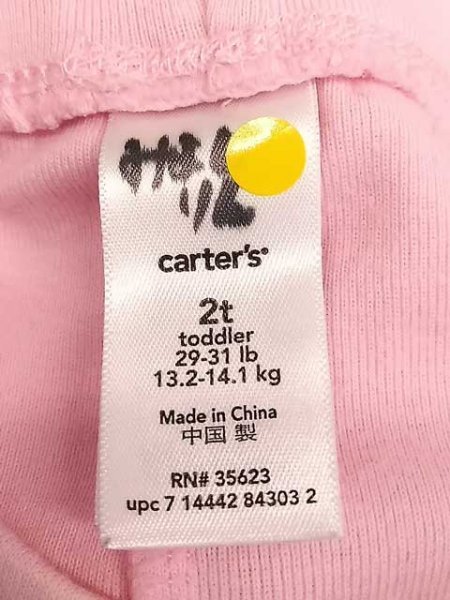 carter's
2t
toddler
29-31 lb
13.2-14.1 kg
Made in China
中国 製
RN# 35623
upc 7 14442 84303 2